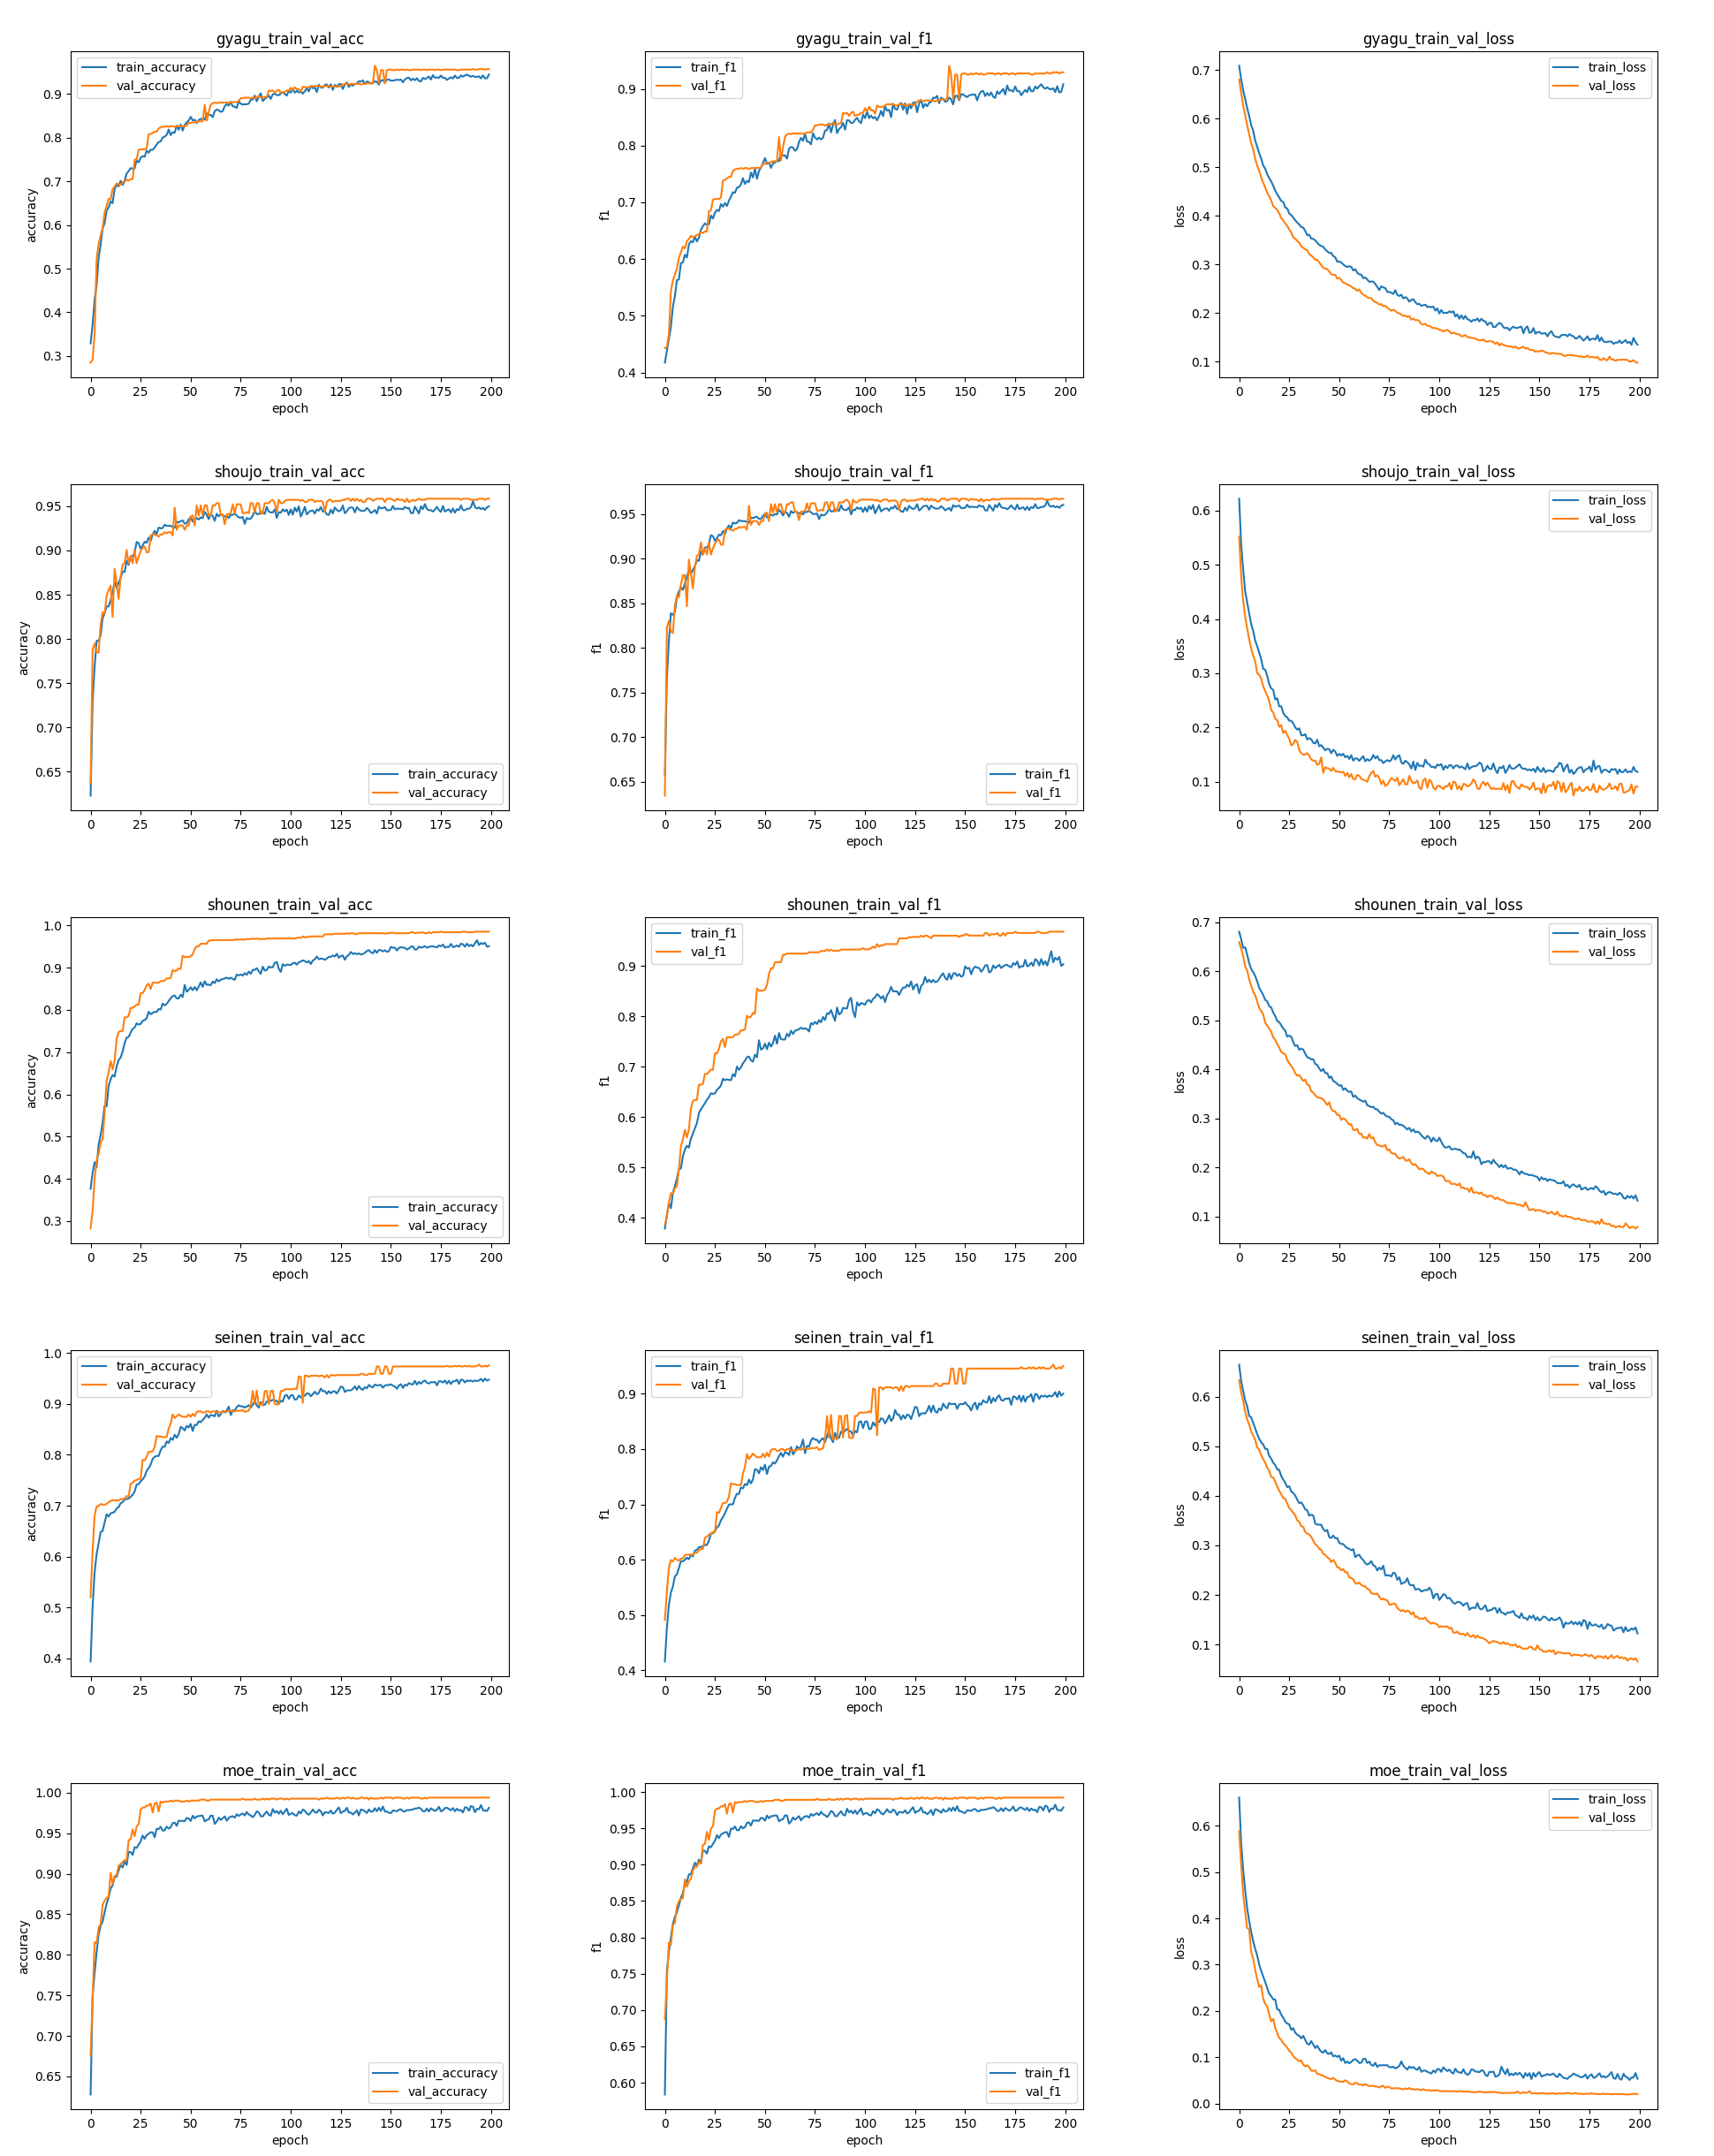 gyagu_train_val_acc
train_accuracy
val_accuracy
0.9
0.8
0.7
0.6
0.5
0.4
0.3
accuracy
0 25 50 75 100 125 150 175 200
epoch
gyagu_train_val_f1
train_f1
val_f1
0.9
0.8
0.7
0.6
0.5
0.4
f1
0 25 50 75 100 125 150 175 200
epoch
gyagu_train_val_loss
train_loss
val_loss
0.7
0.6
0.5
0.4
0.3
0.2
0.1
loss
0 25 50 75 100 125 150 175 200
epoch
shoujo_train_val_acc
0.95
0.90
0.85
0.80
0.75
0.70
0.65
accuracy
train_accuracy
val_accuracy
0 25 50 75 100 125 150 175 200
epoch
shoujo_train_val_f1
0.95
0.90
0.85
0.80
0.75
0.70
0.65
f1
train_f1
val_f1
0 25 50 75 100 125 150 175 200
epoch
shoujo_train_val_loss
train_loss
val_loss
0.6
0.5
0.4
0.3
0.2
0.1
loss
0 25 50 75 100 125 150 175 200
epoch
shounen_train_val_acc
1.0
0.9
0.8
0.7
0.6
0.5
0.4
0.3
accuracy
train_accuracy
val_accuracy
0 25 50 75 100 125 150 175 200
epoch
shounen_train_val_f1
train_f1
val_f1
0.9
0.8
0.7
0.6
0.5
0.4
f1
0 25 50 75 100 125 150 175 200
epoch
shounen_train_val_loss
train_loss
val_loss
0.7
0.6
0.5
0.4
0.3
0.2
0.1
loss
0 25 50 75 100 125 150 175 200
epoch
seinen_train_val_acc
train_accuracy
val_accuracy
1.0
0.9
0.8
0.7
0.6
0.5
0.4
accuracy
0 25 50 75 100 125 150 175 200
epoch
seinen_train_val_f1
train_f1
val_f1
0.9
0.8
0.7
0.6
0.5
0.4
f1
0 25 50 75 100 125 150 175 200
epoch
seinen_train_val_loss
train_loss
val_loss
0.6
0.5
0.4
0.3
0.2
0.1
loss
0 25 50 75 100 125 150 175 200
epoch
moe_train_val_acc
1.00
0.95
0.90
0.85
0.80
0.75
0.70
0.65
accuracy
train_accuracy
val_accuracy
0 25 50 75 100 125 150 175 200
epoch
moe_train_val_f1
1.00
0.95
0.90
0.85
0.80
0.75
0.70
0.65
0.60
f1
train_f1
val_f1
0 25 50 75 100 125 150 175 200
epoch
moe_train_val_loss
train_loss
val_loss
0.6
0.5
0.4
0.3
0.2
0.1
0.0
loss
0 25 50 75 100 125 150 175 200
epoch